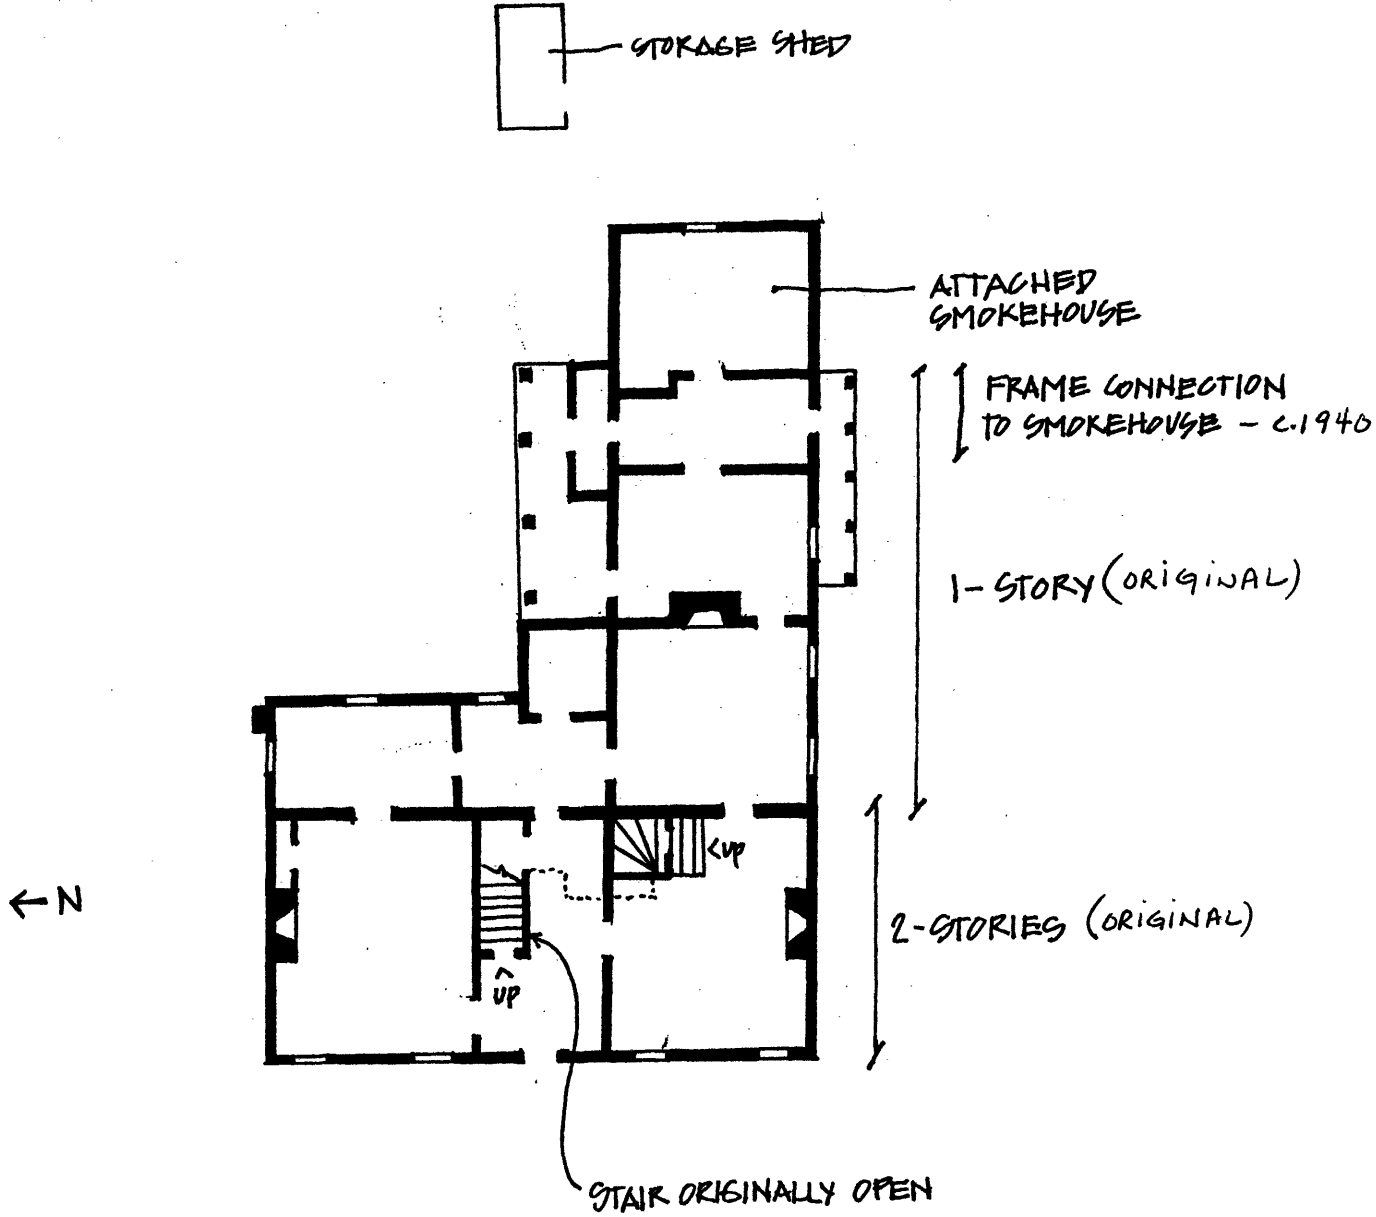 STORAGE SHED
ATTACHED
SMOKEHOUSE
FRAME CONNECTION
TO SMOKEHOUSE - C.1940
1-STORY (ORIGINAL)
<UP
← N
2-STORIES (ORIGINAL)
^
UP
STAIR ORIGINALLY OPEN